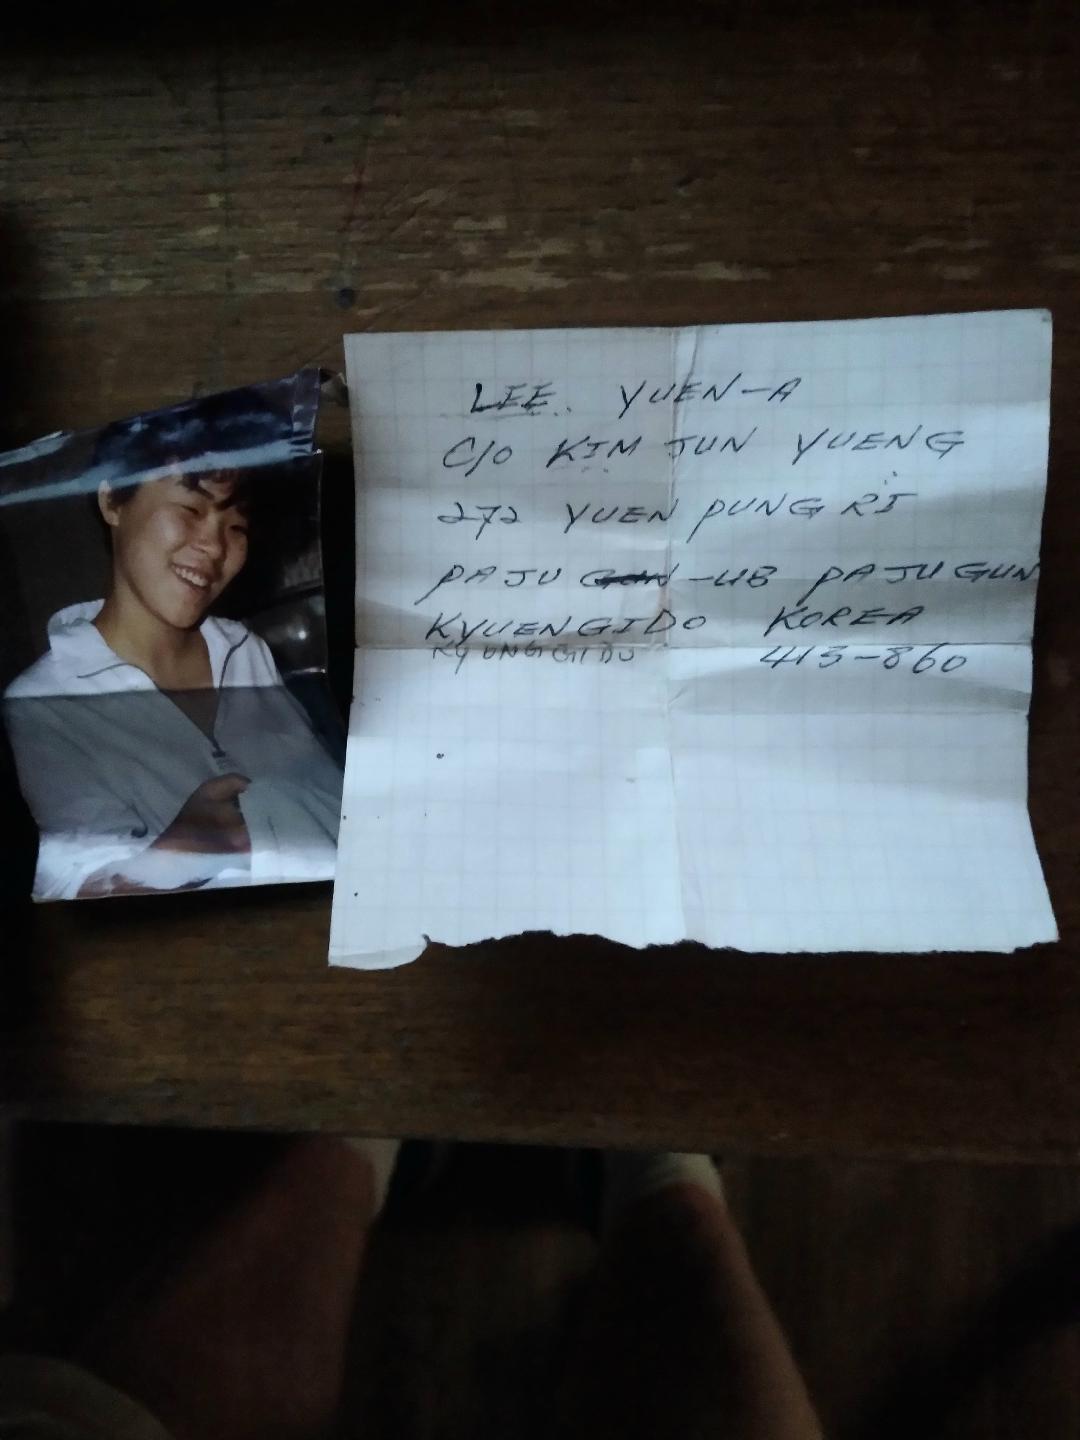 LEE YUEN-A
C/O KIM JUN YUENG
272 YUEN PUNG RI
PAJU GUN -UB PAJU GUN
KYUENGIDO KOREA
KYUNGGIDO 413-860